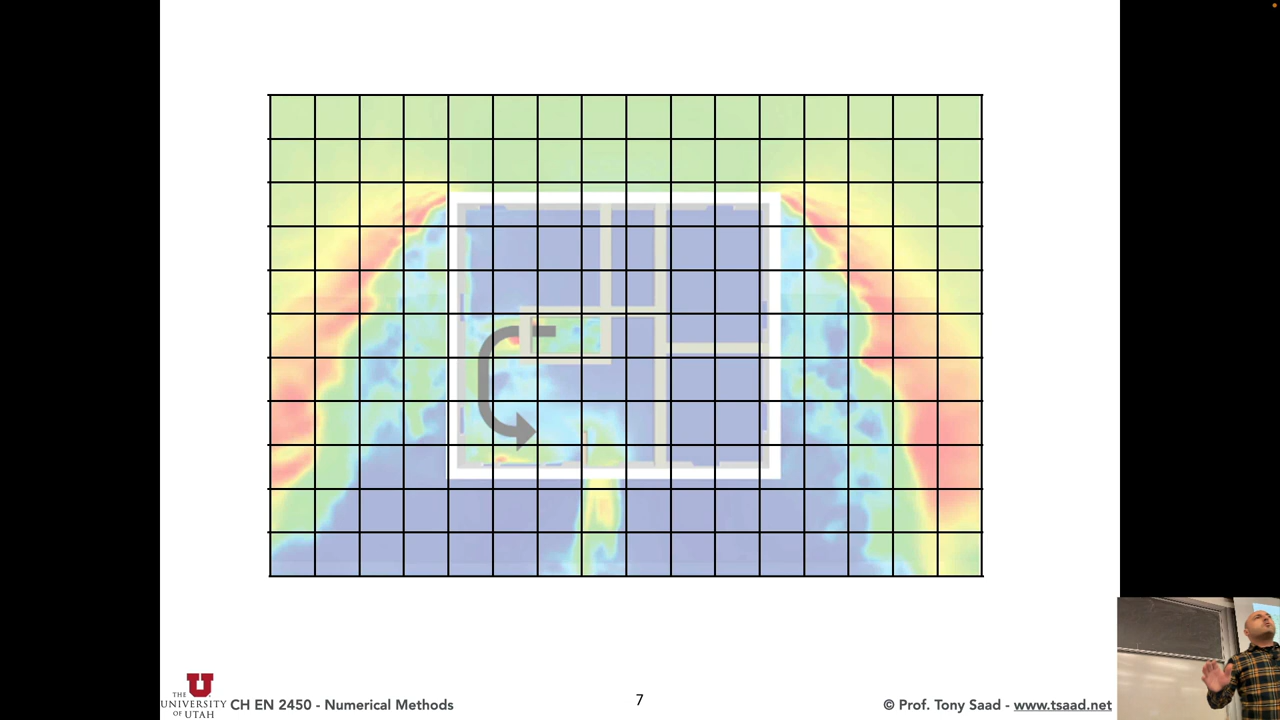 U
THE
UNIVERSITY
OF UTAH
CH EN 2450 - Numerical Methods
7
© Prof. Tony Saad - www.tsaad.net